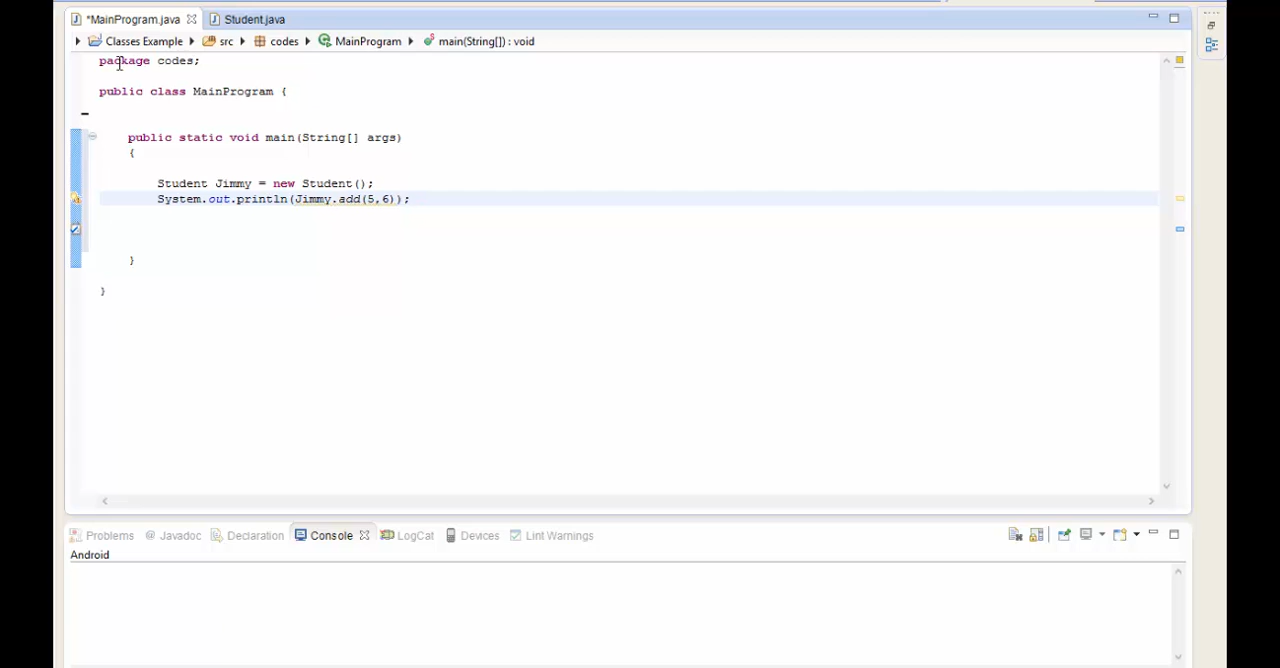 *MainProgram.java Student.java
Classes Example src codes MainProgram main(String[]) : void
package codes;
public class MainProgram {
public static void main(String[] args)
{
Student Jimmy = new Student();
System.out.println(Jimmy.add(5,6));
}
}
Problems @ Javadoc Declaration Console LogCat Devices Lint Warnings
Android